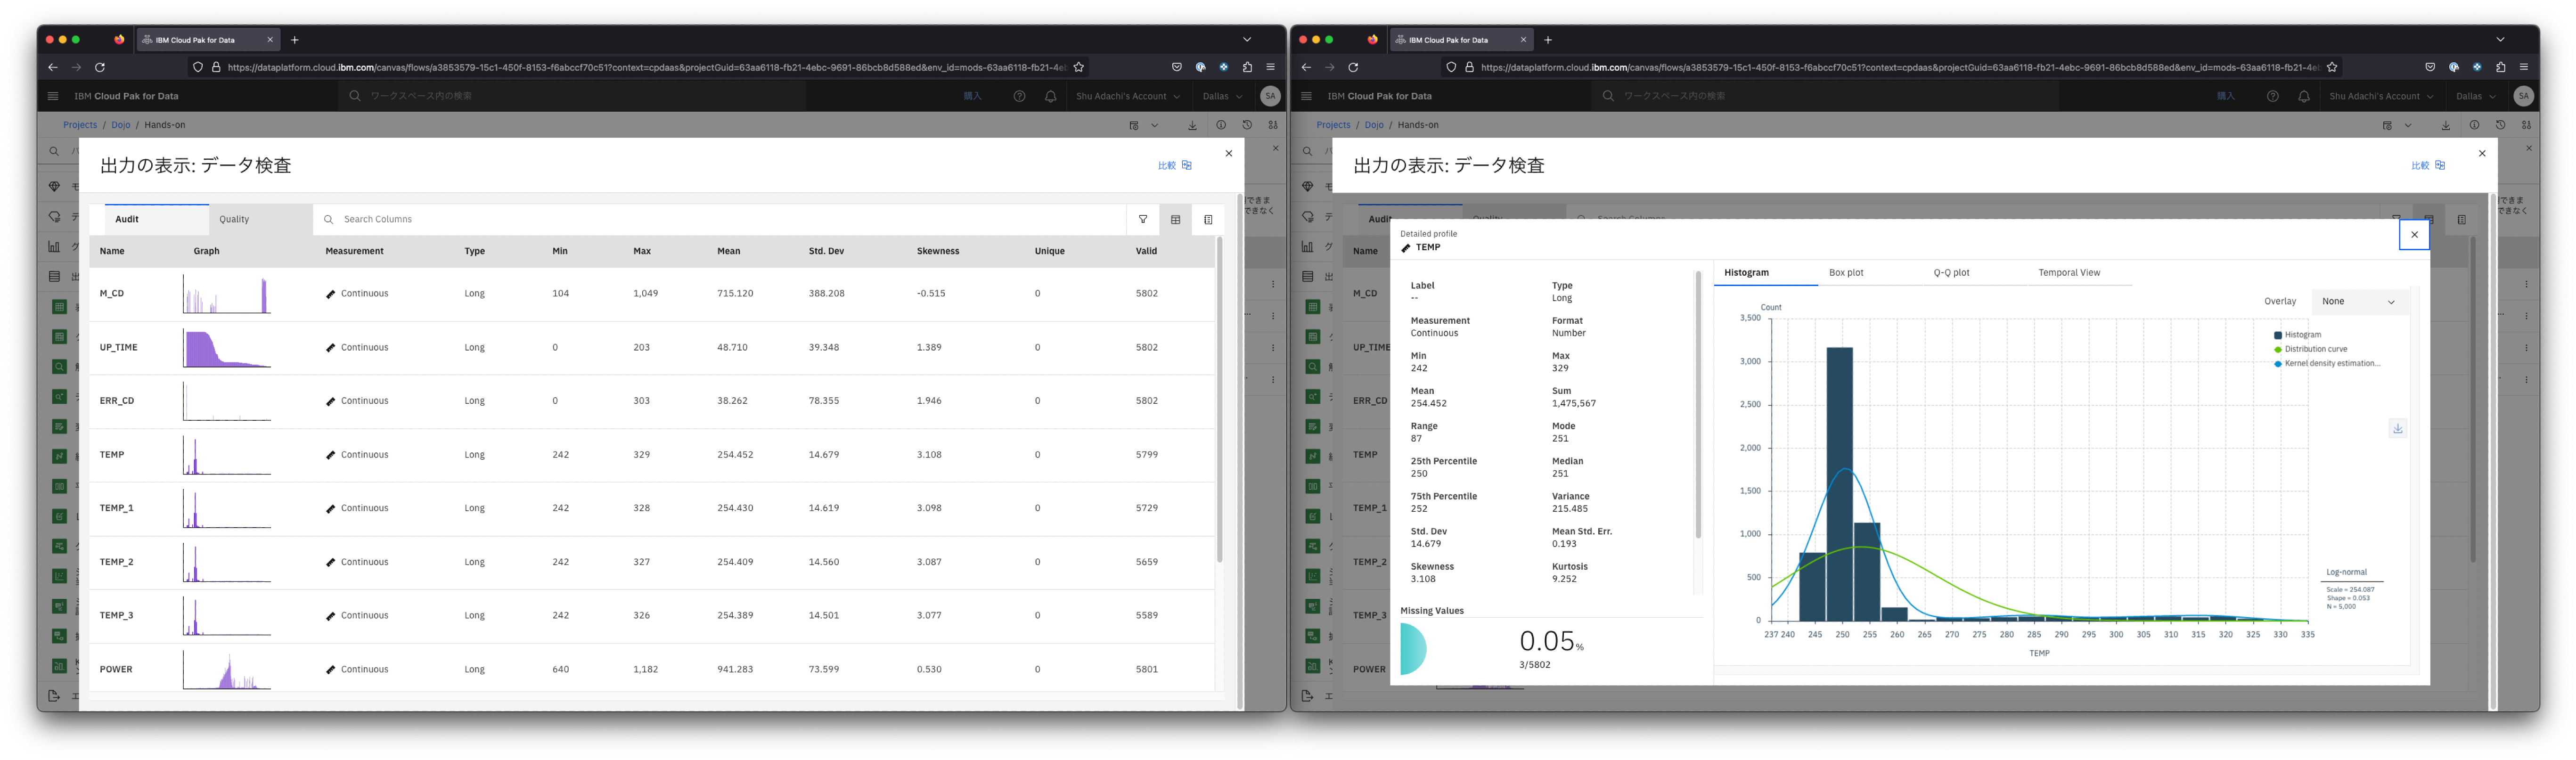 IBM Cloud Pak for Data
https://dataplatform.cloud.ibm.com/canvas/flows/a3853579-15c1-450f-8153-f6abccf70c51?context=cpdaas&projectGuid=63aa6118-fb21-4ebc-9691-86bcb8d588ed&env_id=mods-63aa6118-fb21-4ebc-9691-86bcb8d588ed
IBM Cloud Pak for Data ワークスペース内の検索 購入 Shu Adachi's Account Dallas SA
Projects / Dojo / Hands-on
出力の表示: データ検査 比較
Audit Quality Search Columns
Name Graph Measurement Type Min Max Mean Std. Dev Skewness Unique Valid
M_CD Continuous Long 104 1,049 715.120 388.208 -0.515 0 5802
UP_TIME Continuous Long 0 203 48.710 39.348 1.389 0 5802
ERR_CD Continuous Long 0 303 38.262 78.355 1.946 0 5802
TEMP Continuous Long 242 329 254.452 14.679 3.108 0 5799
TEMP_1 Continuous Long 242 328 254.430 14.619 3.098 0 5729
TEMP_2 Continuous Long 242 327 254.409 14.560 3.087 0 5659
TEMP_3 Continuous Long 242 326 254.389 14.501 3.077 0 5589
POWER Continuous Long 640 1,182 941.283 73.599 0.530 0 5801
IBM Cloud Pak for Data
https://dataplatform.cloud.ibm.com/canvas/flows/a3853579-15c1-450f-8153-f6abccf70c51?context=cpdaas&projectGuid=63aa6118-fb21-4ebc-9691-86bcb8d588ed&env_id=mods-63aa6118-fb21-4ebc
IBM Cloud Pak for Data ワークスペース内の検索 購入 Shu Adachi's Account Dallas SA
Projects / Dojo / Hands-on
出力の表示: データ検査 比較
Audit
Name
M_CD
UP_TIME
ERR_CD
TEMP
TEMP_1
TEMP_2
TEMP_3
POWER
Detailed profile
TEMP
Label Type
-- Long
Measurement Format
Continuous Number
Min Max
242 329
Mean Sum
254.452 1,475,567
Range Mode
87 251
25th Percentile Median
250 251
75th Percentile Variance
252 215.485
Std. Dev Mean Std. Err.
14.679 0.193
Skewness Kurtosis
3.108 9.252
Missing Values
0.05%
3/5802
Histogram Box plot Q-Q plot Temporal View
Overlay None
Count
3,500
3,000
2,500
2,000
1,500
1,000
500
0
Histogram
Distribution curve
Kernel density estimation...
Log-normal
Scale = 254.087
Shape = 0.053
N = 5,000
237 240 245 250 255 260 265 270 275 280 285 290 295 300 305 310 315 320 325 330 335
TEMP